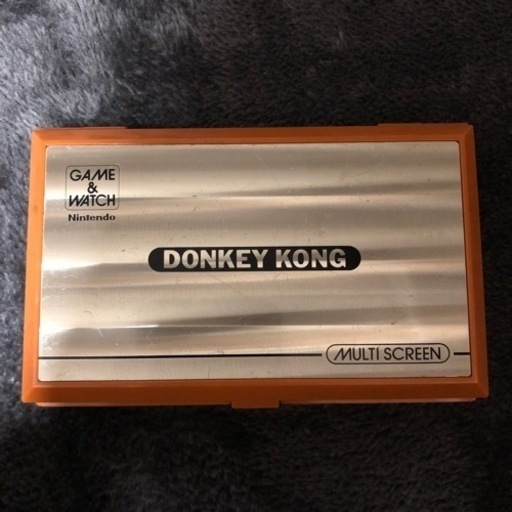 GAME
&
WATCH
Nintendo
DONKEY KONG
MULTI SCREEN